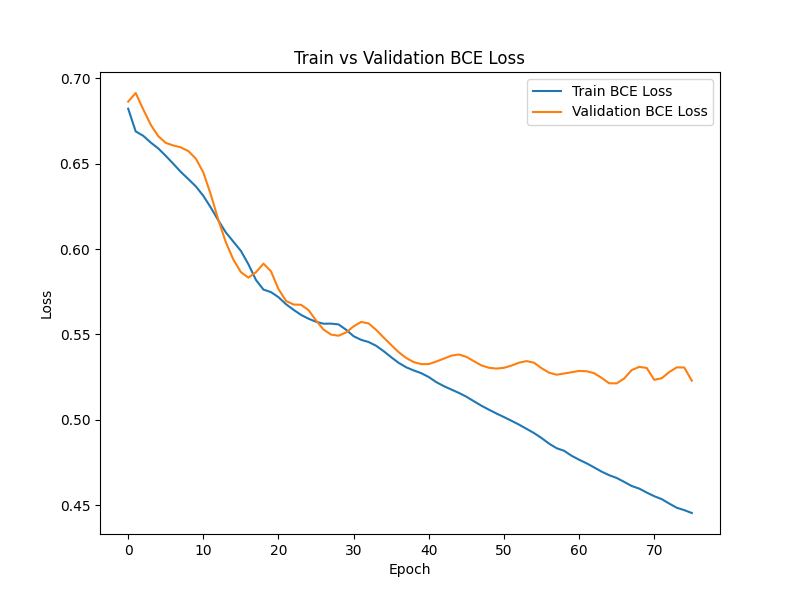 Train vs Validation BCE Loss
Train BCE Loss
Validation BCE Loss
0.70
0.65
0.60
0.55
0.50
0.45
Loss
0 10 20 30 40 50 60 70
Epoch